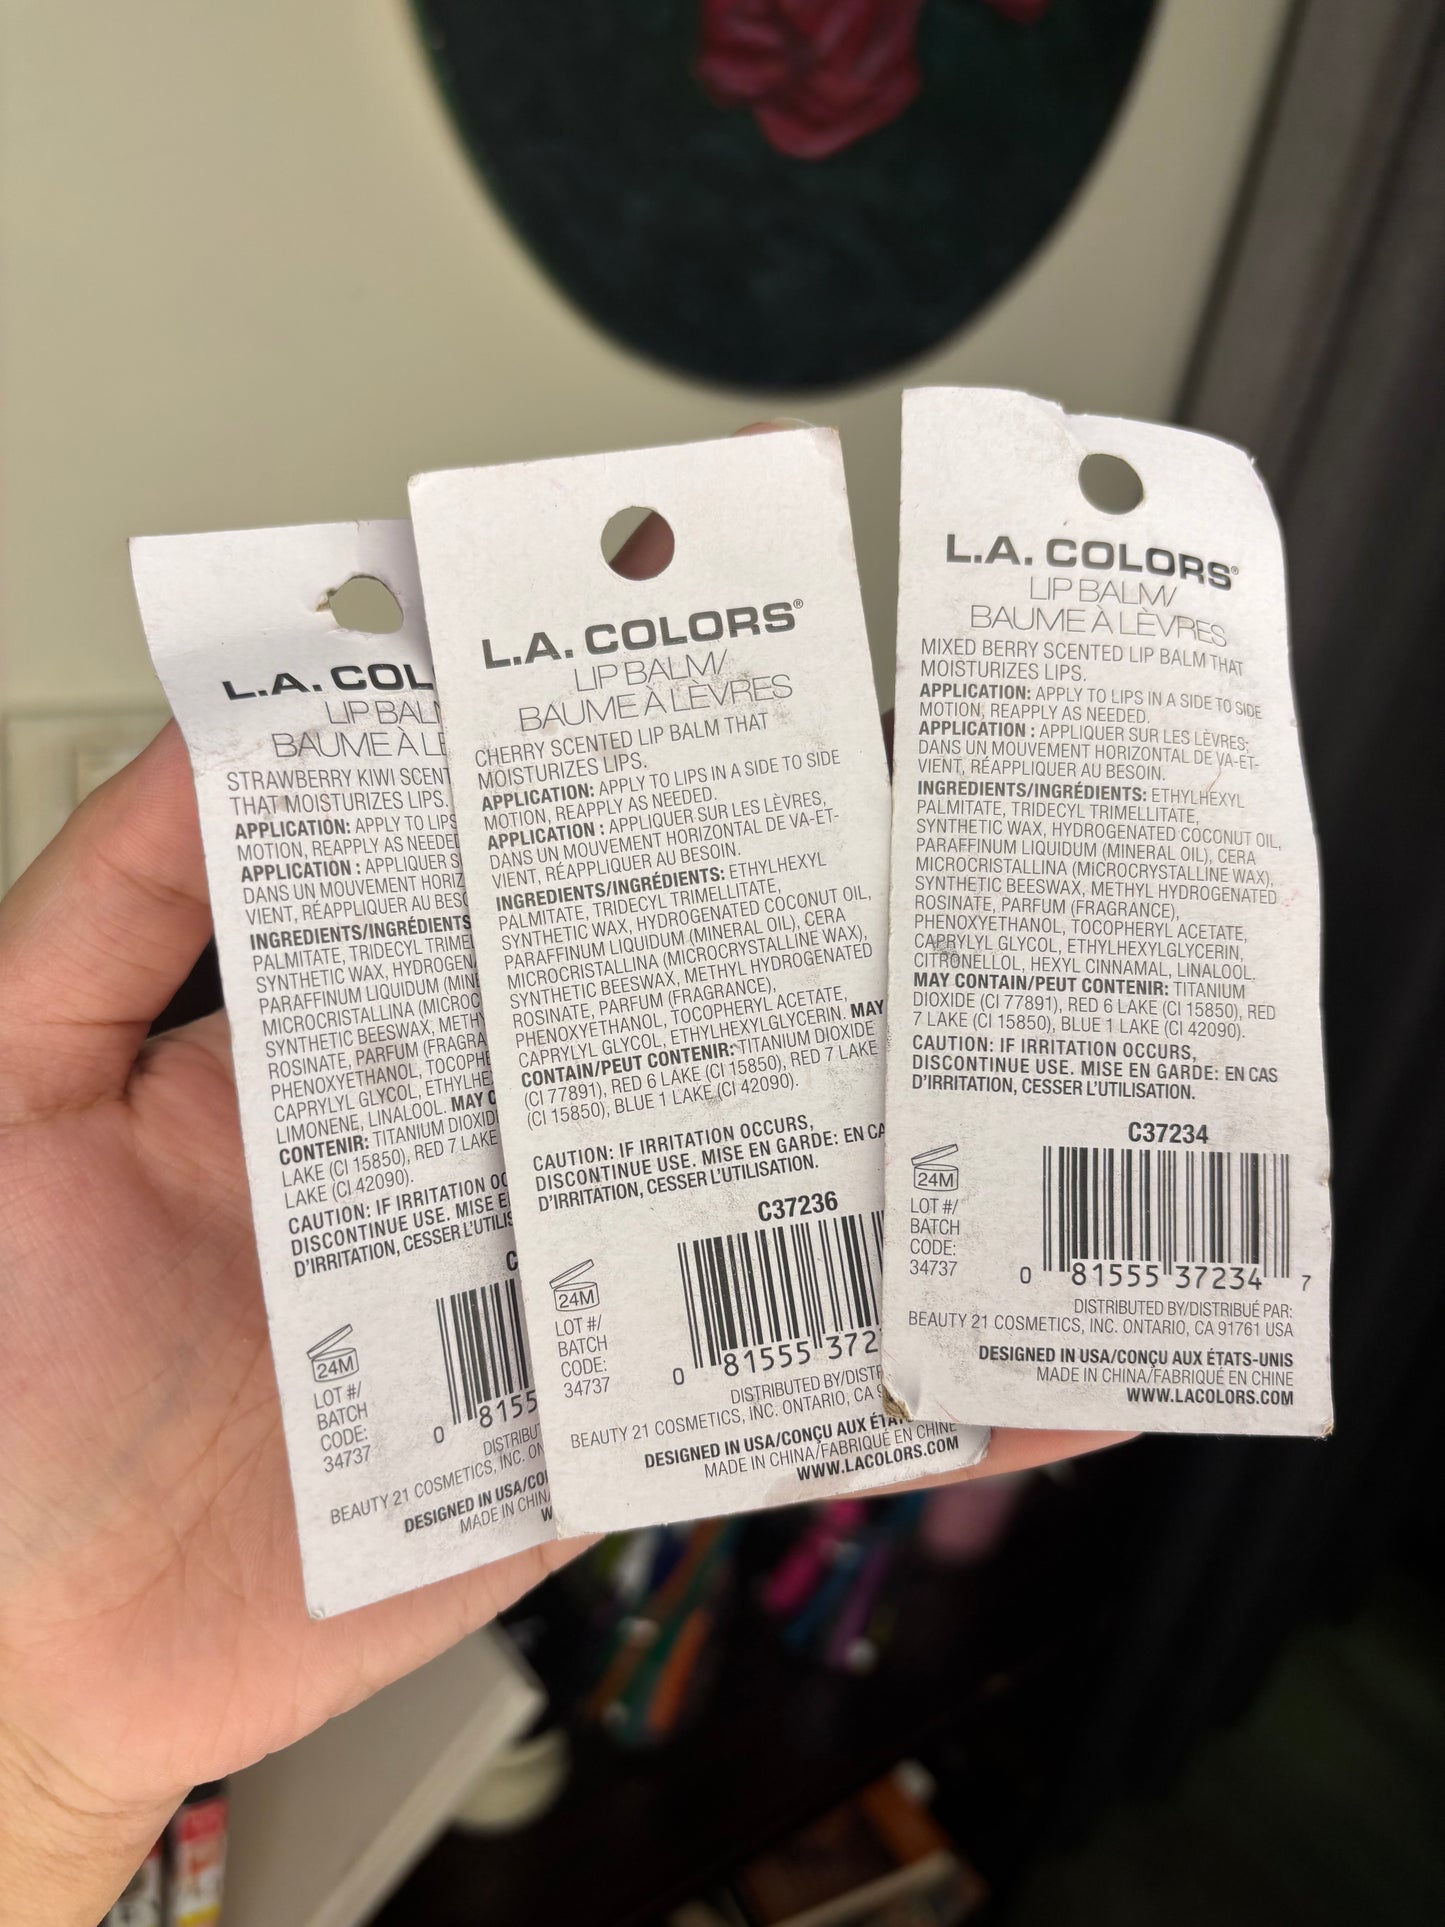 L.A. COL
LIP BALM
BAUME À LE
STRAWBERRY KIWI SCENT
THAT MOISTURIZES LIPS.
APPLICATION: APPLY TO LIPS
MOTION, REAPPLY AS NEEDED
APPLICATION : APPLIQUER S
DANS UN MOUVEMENT HORIZ
VIENT, RÉAPPLIQUER AU BESO
INGREDIENTS/INGRÉDIENTS
PALMITATE, TRIDECYL TRIME
SYNTHETIC WAX, HYDROGEN
PARAFFINUM LIQUIDUM (MINE
MICROCRISTALLINA (MICROC
SYNTHETIC BEESWAX, METHY
ROSINATE, PARFUM (FRAGRA
PHENOXYETHANOL, TOCOPHE
CAPRYLYL GLYCOL, ETHYLHE
LIMONENE, LINALOOL. MAY C
CONTENIR: TITANIUM DIOXID
LAKE (CI 15850), RED 7 LAKE
LAKE (CI 42090).
CAUTION: IF IRRITATION OC
DISCONTINUE USE. MISE E
D'IRRITATION, CESSER L'UTILIS
C
24M
LOT #/
BATCH
CODE:
34737
0 8155
DISTRIBUT
BEAUTY 21 COSMETICS, INC. ON
DESIGNED IN USA/CO
MADE IN CHINA
W
L.A. COLORS®
LIP BALM/
BAUME À LÈVRES
CHERRY SCENTED LIP BALM THAT
MOISTURIZES LIPS.
APPLICATION: APPLY TO LIPS IN A SIDE TO SIDE
MOTION, REAPPLY AS NEEDED.
APPLICATION : APPLIQUER SUR LES LÈVRES,
DANS UN MOUVEMENT HORIZONTAL DE VA-ET-
VIENT, RÉAPPLIQUER AU BESOIN.
INGREDIENTS/INGRÉDIENTS: ETHYLHEXYL
PALMITATE, TRIDECYL TRIMELLITATE,
SYNTHETIC WAX, HYDROGENATED COCONUT OIL,
PARAFFINUM LIQUIDUM (MINERAL OIL), CERA
MICROCRISTALLINA (MICROCRYSTALLINE WAX),
SYNTHETIC BEESWAX, METHYL HYDROGENATED
ROSINATE, PARFUM (FRAGRANCE),
PHENOXYETHANOL, TOCOPHERYL ACETATE,
CAPRYLYL GLYCOL, ETHYLHEXYLGLYCERIN. MAY
CONTAIN/PEUT CONTENIR: TITANIUM DIOXIDE
(CI 77891), RED 6 LAKE (CI 15850), RED 7 LAKE
(CI 15850), BLUE 1 LAKE (CI 42090).
CAUTION: IF IRRITATION OCCURS,
DISCONTINUE USE. MISE EN GARDE: EN CA
D'IRRITATION, CESSER L'UTILISATION.
C37236
24M
LOT #/
BATCH
CODE:
34737
0 81555 372
DISTRIBUTED BY/DISTR
BEAUTY 21 COSMETICS, INC. ONTARIO, CA 9
DESIGNED IN USA/CONÇU AUX ÉTA
MADE IN CHINA/FABRIQUÉ EN CHINE
WWW.LACOLORS.COM
L.A. COLORS®
LIP BALM/
BAUME À LÈVRES
MIXED BERRY SCENTED LIP BALM THAT
MOISTURIZES LIPS.
APPLICATION: APPLY TO LIPS IN A SIDE TO SIDE
MOTION, REAPPLY AS NEEDED.
APPLICATION : APPLIQUER SUR LES LÈVRES,
DANS UN MOUVEMENT HORIZONTAL DE VA-ET-
VIENT, RÉAPPLIQUER AU BESOIN.
INGREDIENTS/INGRÉDIENTS: ETHYLHEXYL
PALMITATE, TRIDECYL TRIMELLITATE,
SYNTHETIC WAX, HYDROGENATED COCONUT OIL,
PARAFFINUM LIQUIDUM (MINERAL OIL), CERA
MICROCRISTALLINA (MICROCRYSTALLINE WAX),
SYNTHETIC BEESWAX, METHYL HYDROGENATED
ROSINATE, PARFUM (FRAGRANCE),
PHENOXYETHANOL, TOCOPHERYL ACETATE,
CAPRYLYL GLYCOL, ETHYLHEXYLGLYCERIN,
CITRONELLOL, HEXYL CINNAMAL, LINALOOL.
MAY CONTAIN/PEUT CONTENIR: TITANIUM
DIOXIDE (CI 77891), RED 6 LAKE (CI 15850), RED
7 LAKE (CI 15850), BLUE 1 LAKE (CI 42090).
CAUTION: IF IRRITATION OCCURS,
DISCONTINUE USE. MISE EN GARDE: EN CAS
D'IRRITATION, CESSER L'UTILISATION.
C37234
24M
LOT #/
BATCH
CODE:
34737
0 81555 37234 7
DISTRIBUTED BY/DISTRIBUÉ PAR:
BEAUTY 21 COSMETICS, INC. ONTARIO, CA 91761 USA
DESIGNED IN USA/CONÇU AUX ÉTATS-UNIS
MADE IN CHINA/FABRIQUÉ EN CHINE
WWW.LACOLORS.COM